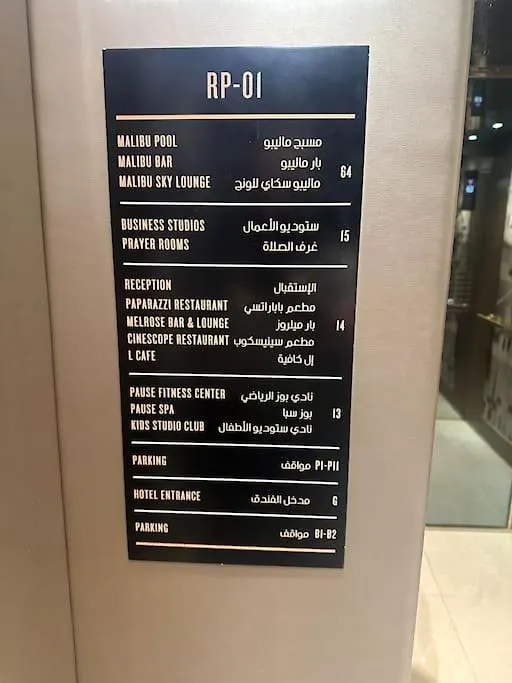 RP-01
MALIBU POOL مسبح ماليبو
MALIBU BAR بار ماليبو
64
MALIBU SKY LOUNGE ماليبو سكاي للونج
BUSINESS STUDIOS ستوديو الأعمال
15
PRAYER ROOMS غرف الصلاة
RECEPTION الإستقبال
PAPARAZZI RESTAURANT مطعم باباراتسي
MELROSE BAR & LOUNGE بار ميلروز
14
CINESCOPE RESTAURANT مطعم سينيسكوب
L CAFE إل كافية
PAUSE FITNESS CENTER نادي بوز الرياضي
PAUSE SPA بوز سبا
13
KIDS STUDIO CLUB نادي ستوديو الأطفال
PARKING مواقف P1-P11
HOTEL ENTRANCE مدخل الفندق G
PARKING مواقف B1-B2